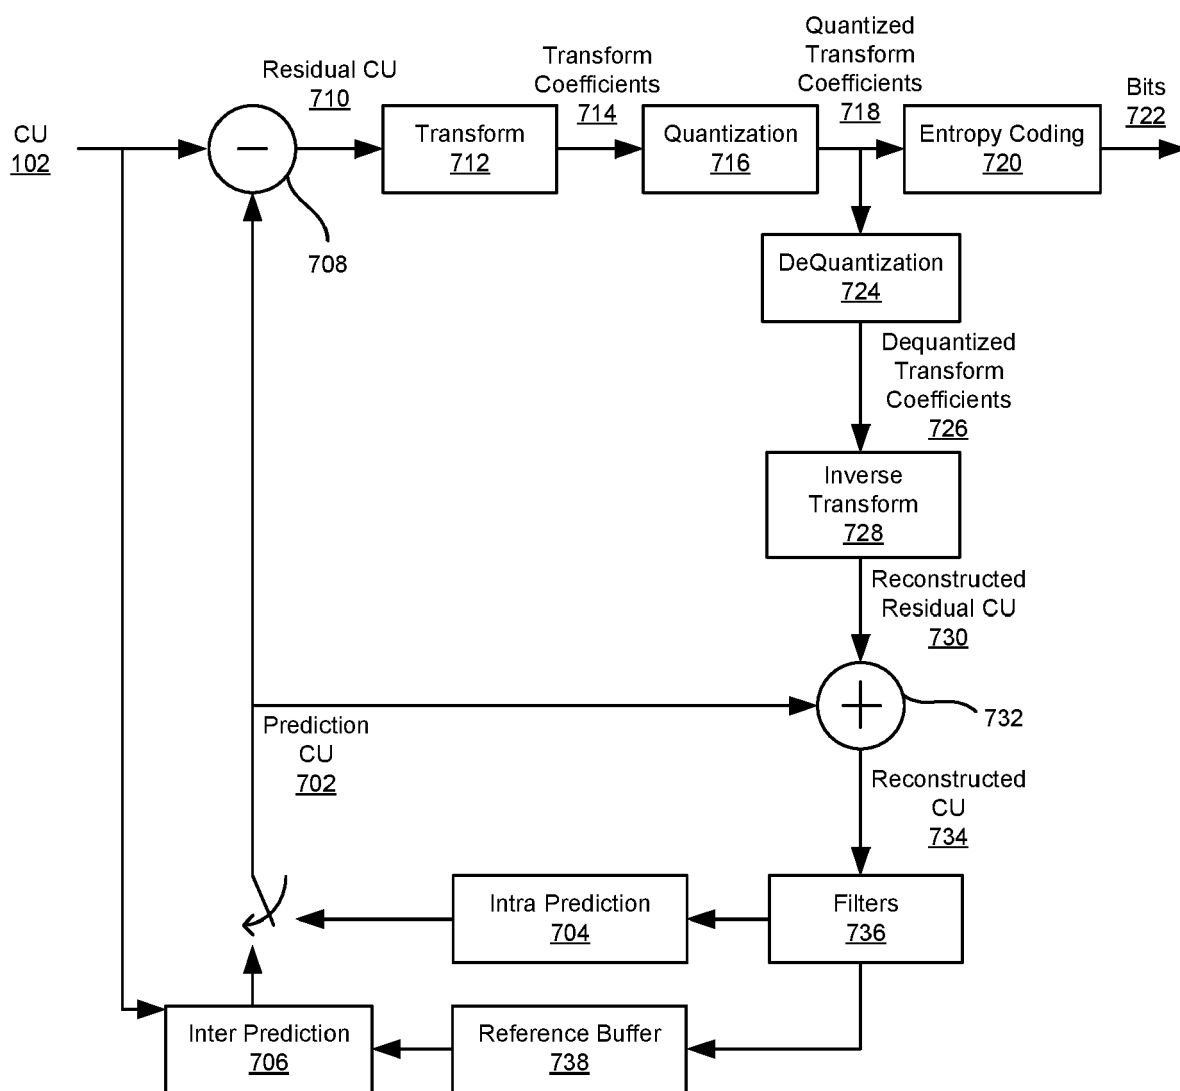 Residual CU
710
Transform
Coefficients
714
Quantized
Transform
Coefficients
718
Bits
722
CU
102
Transform
712
Quantization
716
Entropy Coding
720
708
DeQuantization
724
Dequantized
Transform
Coefficients
726
Inverse
Transform
728
Reconstructed
Residual CU
730
732
Prediction
CU
702
Reconstructed
CU
734
Intra Prediction
704
Filters
736
Inter Prediction
706
Reference Buffer
738